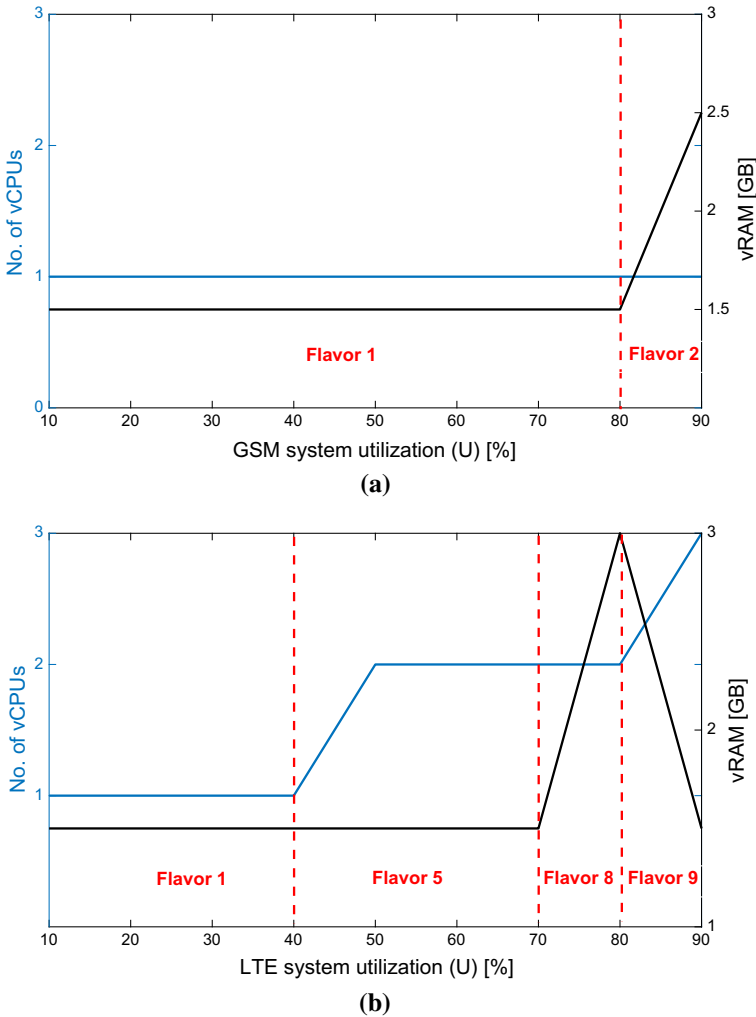 3
2
1
0
No. of vCPUs
3
2.5
2
1.5
vRAM [GB]
Flavor 1
Flavor 2
10 20 30 40 50 60 70 80 90
GSM system utilization (U) [%]
(a)
3
2
1
No. of vCPUs
3
2
1
vRAM [GB]
Flavor 1
Flavor 5
Flavor 8
Flavor 9
10 20 30 40 50 60 70 80 90
LTE system utilization (U) [%]
(b)